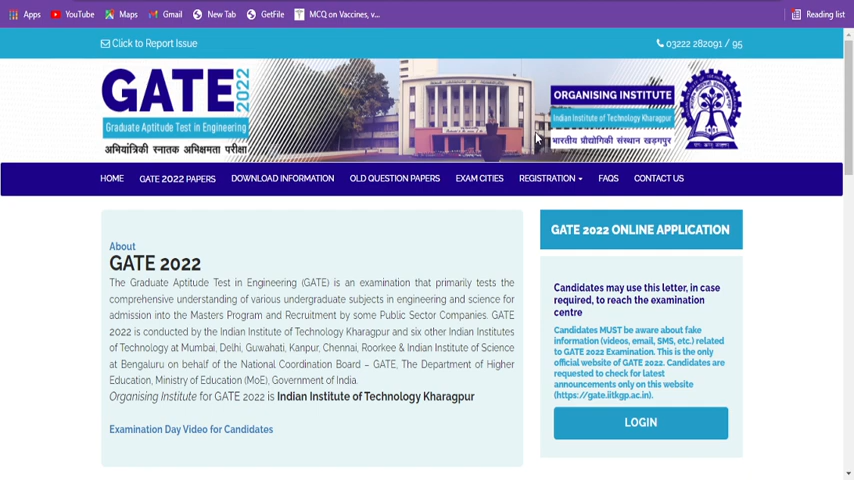 Apps YouTube Maps Gmail New Tab GetFile MCQ on Vaccines, v... Reading list
Click to Report Issue 03222 282091 / 95
GATE 2022
Graduate Aptitude Test in Engineering
अभियांत्रिकी स्नातक अभिक्षमता परीक्षा
ORGANISING INSTITUTE
Indian Institute of Technology Kharagpur
भारतीय प्रौद्योगिकी संस्थान खड़गपुर
HOME GATE 2022 PAPERS DOWNLOAD INFORMATION OLD QUESTION PAPERS EXAM CITIES REGISTRATION FAQS CONTACT US
About
GATE 2022
The Graduate Aptitude Test in Engineering (GATE) is an examination that primarily tests the
comprehensive understanding of various undergraduate subjects in engineering and science for
admission into the Masters Program and Recruitment by some Public Sector Companies. GATE
2022 is conducted by the Indian Institute of Technology Kharagpur and six other Indian Institutes
of Technology at Mumbai, Delhi, Guwahati, Kanpur, Chennai, Roorkee & Indian Institute of Science
at Bengaluru on behalf of the National Coordination Board – GATE, The Department of Higher
Education, Ministry of Education (MoE), Government of India.
Organising Institute for GATE 2022 is Indian Institute of Technology Kharagpur
Examination Day Video for Candidates
GATE 2022 ONLINE APPLICATION
Candidates may use this letter, in case
required, to reach the examination
centre
Candidates MUST be aware about fake
information (videos, email, SMS, etc.) related
to GATE 2022 Examination. This is the only
official website of GATE 2022. Candidates are
requested to check for latest
announcements only on this website
(https://gate.iitkgp.ac.in).
LOGIN